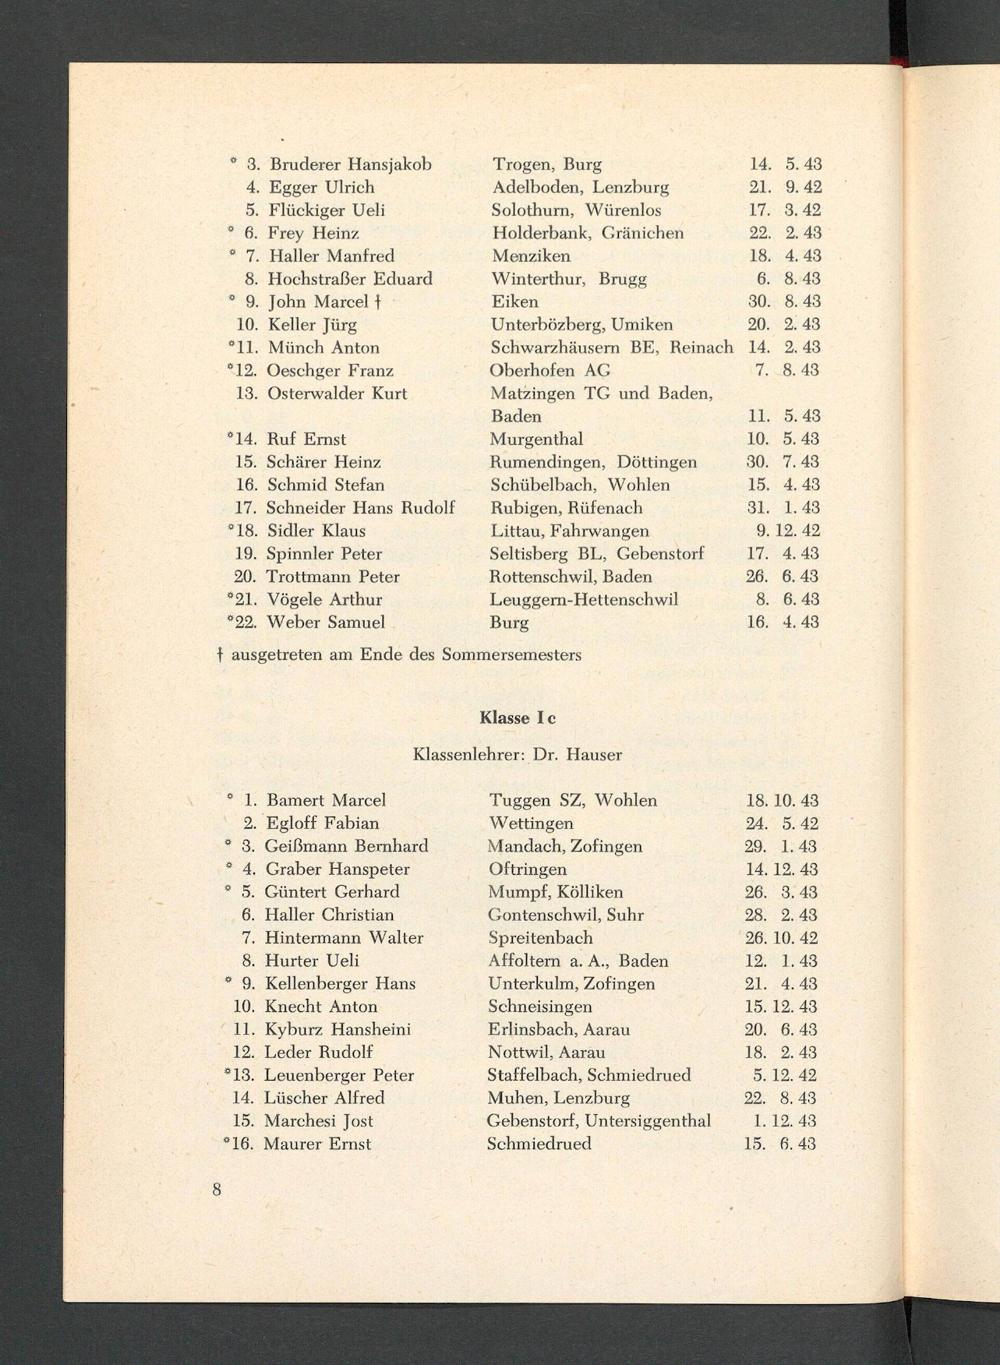 ° 3. Bruderer Hansjakob Trogen, Burg 14. 5. 43
4. Egger Ulrich Adelboden, Lenzburg 21. 9. 42
5. Flückiger Ueli Solothurn, Würenlos 17. 3. 42
° 6. Frey Heinz Holderbank, Gränichen 22. 2. 43
° 7. Haller Manfred Menziken 18. 4. 43
8. Hochstraßer Eduard Winterthur, Brugg 6. 8. 43
° 9. John Marcel † Eiken 30. 8. 43
10. Keller Jürg Unterbözberg, Umiken 20. 2. 43
°11. Münch Anton Schwarzhäusern BE, Reinach 14. 2. 43
°12. Oeschger Franz Oberhofen AG 7. 8. 43
13. Osterwalder Kurt Matzingen TG und Baden,
Baden 11. 5. 43
°14. Ruf Ernst Murgenthal 10. 5. 43
15. Schärer Heinz Rumendingen, Döttingen 30. 7. 43
16. Schmid Stefan Schübelbach, Wohlen 15. 4. 43
17. Schneider Hans Rudolf Rubigen, Rüfenach 31. 1. 43
°18. Sidler Klaus Littau, Fahrwangen 9. 12. 42
19. Spinnler Peter Seltisberg BL, Gebenstorf 17. 4. 43
20. Trottmann Peter Rottenschwil, Baden 26. 6. 43
°21. Vögele Arthur Leuggern-Hettenschwil 8. 6. 43
°22. Weber Samuel Burg 16. 4. 43
† ausgetreten am Ende des Sommersemesters
Klasse I c
Klassenlehrer: Dr. Hauser
° 1. Bamert Marcel Tuggen SZ, Wohlen 18. 10. 43
2. Egloff Fabian Wettingen 24. 5. 42
° 3. Geißmann Bernhard Mandach, Zofingen 29. 1. 43
° 4. Graber Hanspeter Oftringen 14. 12. 43
° 5. Güntert Gerhard Mumpf, Kölliken 26. 3. 43
6. Haller Christian Gontenschwil, Suhr 28. 2. 43
7. Hintermann Walter Spreitenbach 26. 10. 42
8. Hurter Ueli Affoltern a. A., Baden 12. 1. 43
° 9. Kellenberger Hans Unterkulm, Zofingen 21. 4. 43
10. Knecht Anton Schneisingen 15. 12. 43
11. Kyburz Hansheini Erlinsbach, Aarau 20. 6. 43
12. Leder Rudolf Nottwil, Aarau 18. 2. 43
°13. Leuenberger Peter Staffelbach, Schmiedrued 5. 12. 42
14. Lüscher Alfred Muhen, Lenzburg 22. 8. 43
15. Marchesi Jost Gebenstorf, Untersiggenthal 1. 12. 43
°16. Maurer Ernst Schmiedrued 15. 6. 43
8